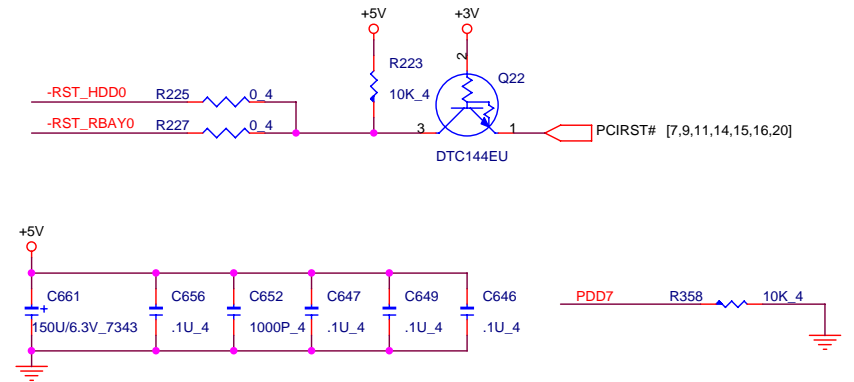 +5V +3V
R223 2 Q22
-RST_HDD0 R225 0_4 10K_4
-RST_RBAY0 R227 0_4 3 1 PCIRST# [7,9,11,14,15,16,20]
DTC144EU
+5V
C661 C656 C652 C647 C649 C646 PDD7 R358 10K_4
+
150U/6.3V_7343 .1U_4 1000P_4 .1U_4 .1U_4 .1U_4